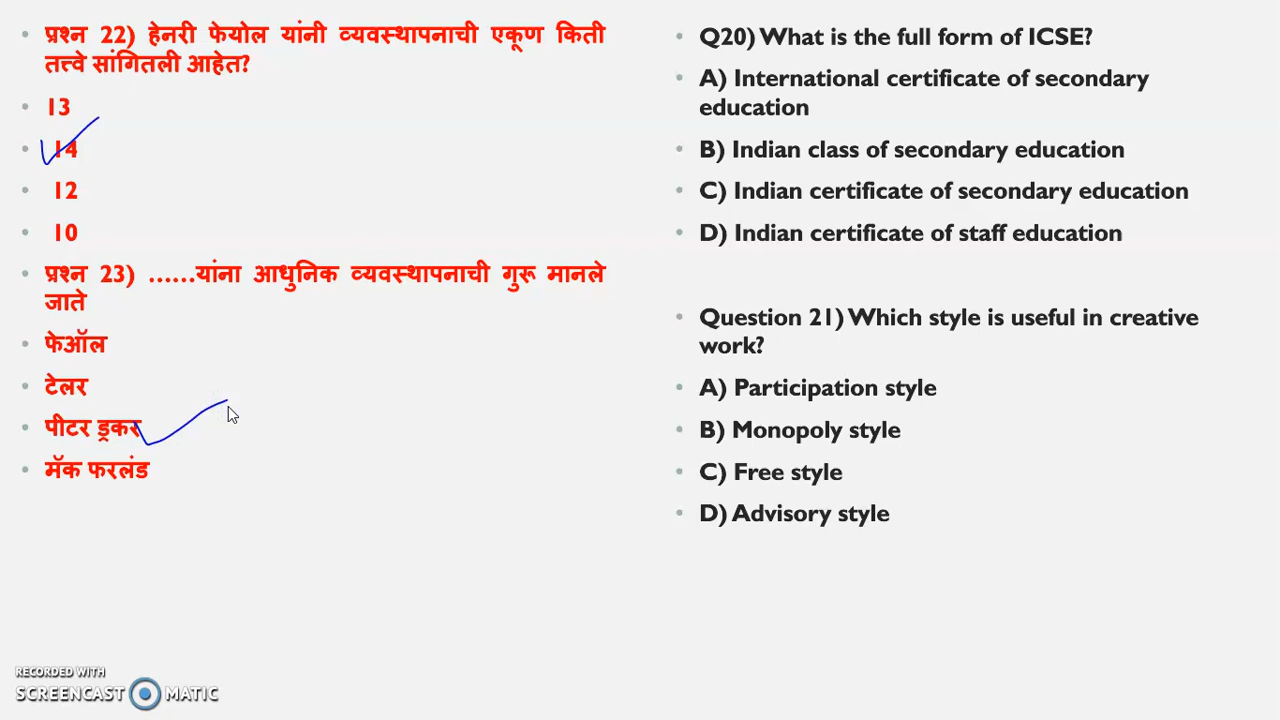 प्रश्न 22) हेनरी फेयोल यांनी व्यवस्थापनाची एकूण किती
तत्त्वे सांगितली आहेत?
13
14
12
10
प्रश्न 23) ......यांना आधुनिक व्यवस्थापनाची गुरू मानले
जाते
फेऑल
टेलर
पीटर ड्रकर
मॅक फरलंड
Q20) What is the full form of ICSE?
A) International certificate of secondary
education
B) Indian class of secondary education
C) Indian certificate of secondary education
D) Indian certificate of staff education
Question 21) Which style is useful in creative
work?
A) Participation style
B) Monopoly style
C) Free style
D) Advisory style
RECORDED WITH
SCREENCAST MATIC